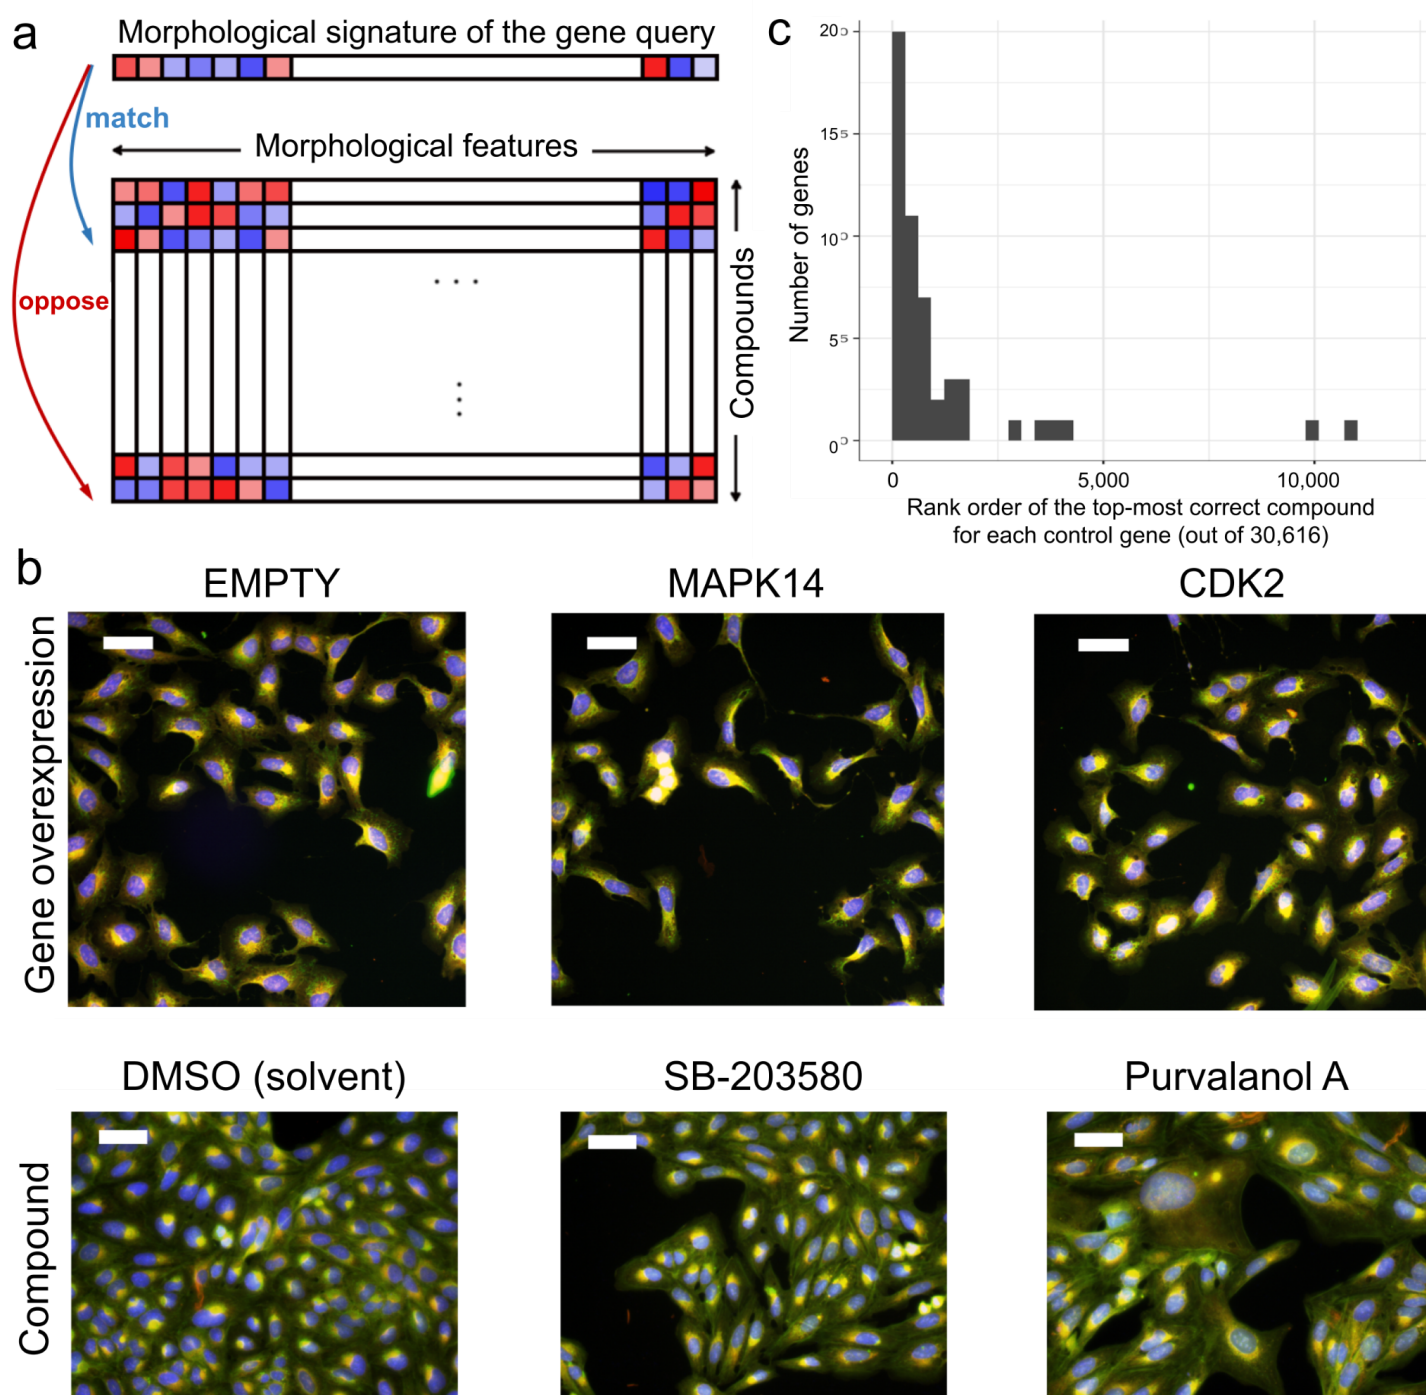 a
Morphological signature of the gene query
match
Morphological features
oppose
Compounds
c
Number of genes
20
15
10
5
0
0 5,000 10,000
Rank order of the top-most correct compound
for each control gene (out of 30,616)
b
EMPTY MAPK14 CDK2
Gene overexpression
DMSO (solvent) SB-203580 Purvalanol A
Compound